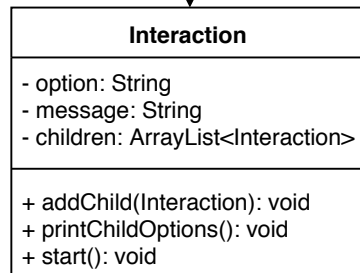 Interaction
- option: String
- message: String
- children: ArrayList<Interaction>
+ addChild(Interaction): void
+ printChildOptions(): void
+ start(): void